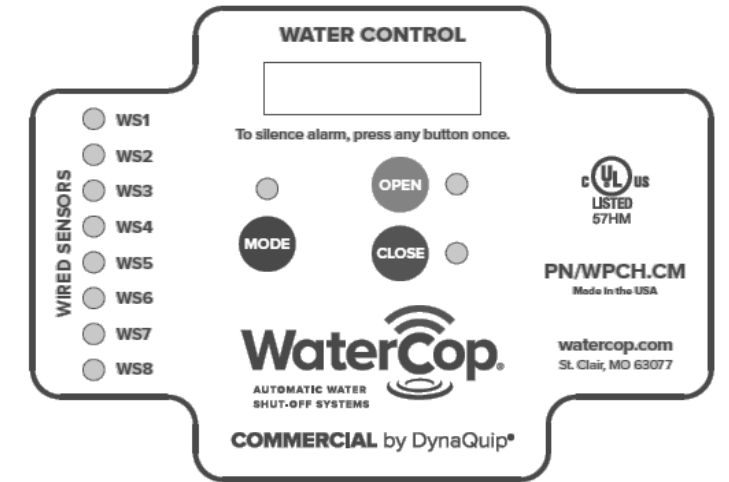 WATER CONTROL
To silence alarm, press any button once.
WIRED SENSORS
WS1
WS2
WS3
WS4
WS5
WS6
WS7
WS8
MODE
OPEN
CLOSE
C UL US
LISTED
57HM
PN/WPCH.CM
Made in the USA
watercop.com
St. Clair, MO 63077
WaterCop®
AUTOMATIC WATER
SHUT-OFF SYSTEMS
COMMERCIAL by DynaQuip®